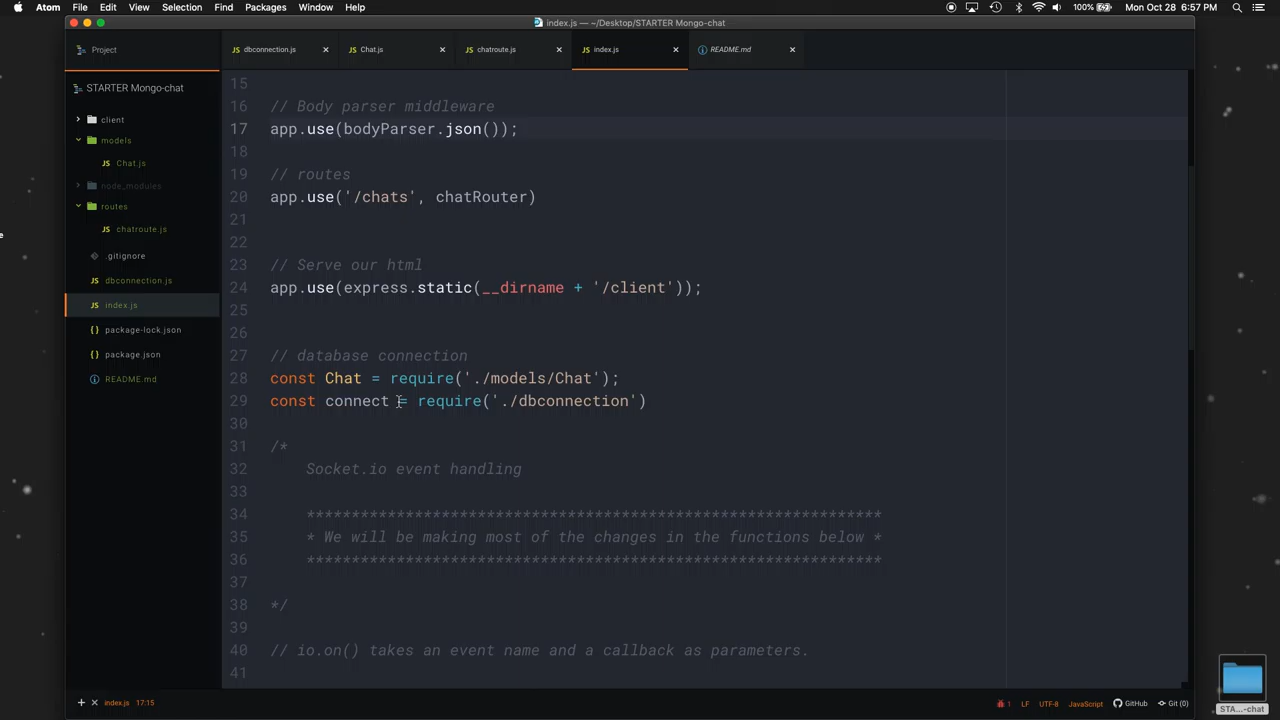 Atom File Edit View Selection Find Packages Window Help 100% Mon Oct 28 6:57 PM
index.js — ~/Desktop/STARTER Mongo-chat
Project
JS dbconnection.js
JS Chat.js
JS chatroute.js
JS index.js
README.md
STARTER Mongo-chat
client
models
JS Chat.js
node_modules
routes
JS chatroute.js
.gitignore
JS dbconnection.js
JS index.js
{} package-lock.json
{} package.json
README.md
15
16 // Body parser middleware
17 app.use(bodyParser.json());
18
19 // routes
20 app.use('/chats', chatRouter)
21
22
23 // Serve our html
24 app.use(express.static(__dirname + '/client'));
25
26
27 // database connection
28 const Chat = require('./models/Chat');
29 const connect = require('./dbconnection')
30
31 /*
32 Socket.io event handling
33
34 **************************************************************
35 * We will be making most of the changes in the functions below *
36 **************************************************************
37
38 */
39
40 // io.on() takes an event name and a callback as parameters.
41
index.js 17:15
1 LF UTF-8 JavaScript GitHub Git (0)
STA...-chat